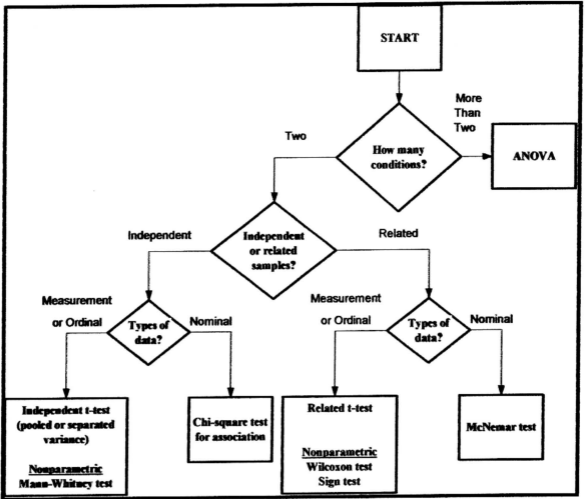 START
More
Than
Two
Two
How many
conditions?
ANOVA
Independent
Independent
or related
samples?
Related
Measurement
or Ordinal
Types of
data?
Nominal
Measurement
or Ordinal
Types of
data?
Nominal
Independent t-test
(pooled or separated
variance)
Nonparametric
Mann-Whitney test
Chi-square test
for association
Related t-test
Nonparametric
Wilcoxon test
Sign test
McNemar test